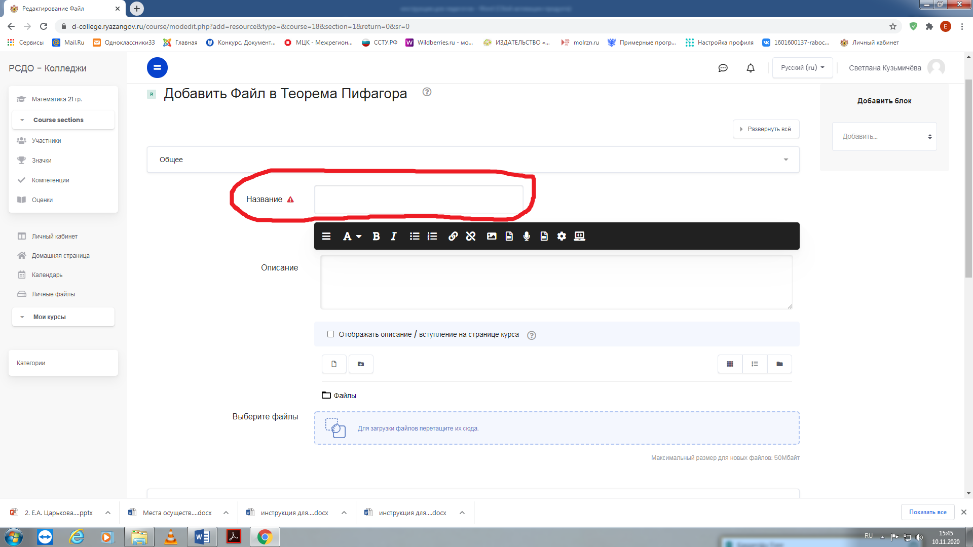 Редактирование Файл
d-college.ryazangov.ru/course/modedit.php?add=resource&type=&course=18&section=1&return=0&sr=0
E
Сервисы
Mail.Ru
Одноклассники33
Главная
Конкурс. Документ...
МЦК - Межрегион...
ССТУ.РФ
Wildberries.ru - мо...
ИЗДАТЕЛЬСТВО «...
molrzn.ru
Примерные прогр...
Настройка профиля
1601600137-raboc...
Личный кабинет
РСДО – Колледжи
Русский (ru)
Светлана Кузьмичёва
Математика 21гр.
Course sections
Участники
Значки
Компетенции
Оценки
Личный кабинет
Домашняя страница
Календарь
Личные файлы
Мои курсы
Категории
Добавить Файл в Теорема Пифагора
Развернуть всё
Общее
Название
A B I
Описание
Отображать описание / вступление на странице курса
Файлы
Выберите файлы
Для загрузки файлов перетащите их сюда.
Максимальный размер для новых файлов: 50Мбайт
Добавить блок
Добавить...
2. Е.А. Царькова....pptx
Места осуществ....docx
инструкция для....docx
инструкция для....docx
Показать все
RU
15:45
10.11.2020